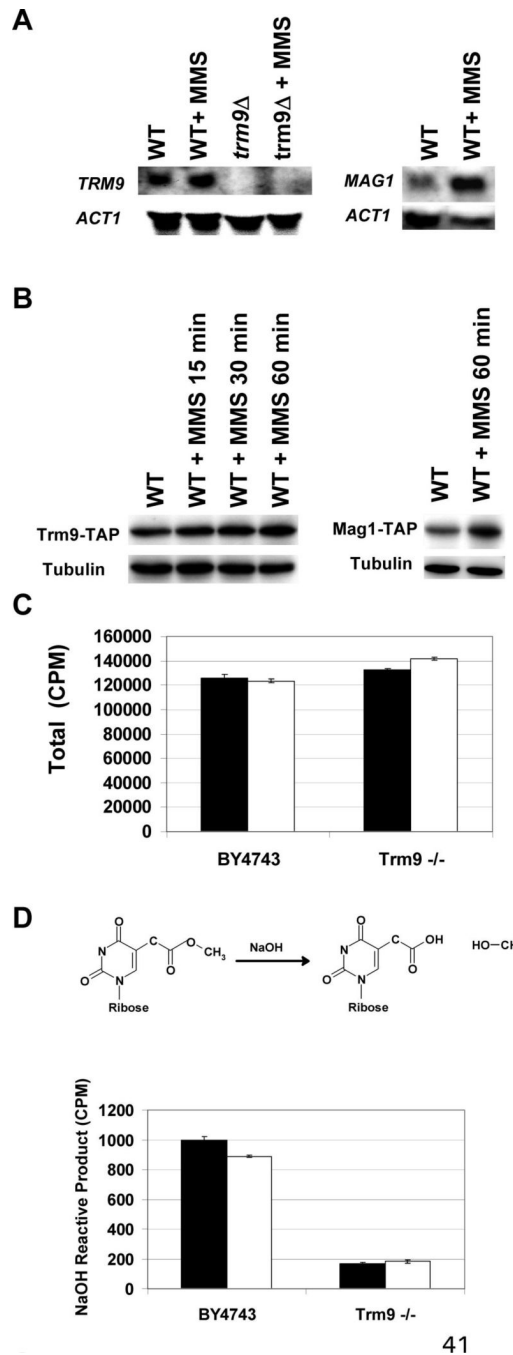 A
WT
WT+ MMS
trm9Δ
trm9Δ + MMS
WT
WT + MMS
TRM9
MAG1
ACT1
ACT1
B
WT
WT + MMS 15 min
WT + MMS 30 min
WT + MMS 60 min
WT
WT + MMS 60 min
Trm9-TAP
Mag1-TAP
Tubulin
Tubulin
C
Total (CPM)
160000
140000
120000
100000
80000
60000
40000
20000
0
BY4743 Trm9 -/-
D
O
N
O
N
C
O
O
CH3
Ribose
NaOH
O
N
O
N
C
O
OH
Ribose
HO-CH
NaOH Reactive Product (CPM)
1200
1000
800
600
400
200
0
BY4743 Trm9 -/-
41